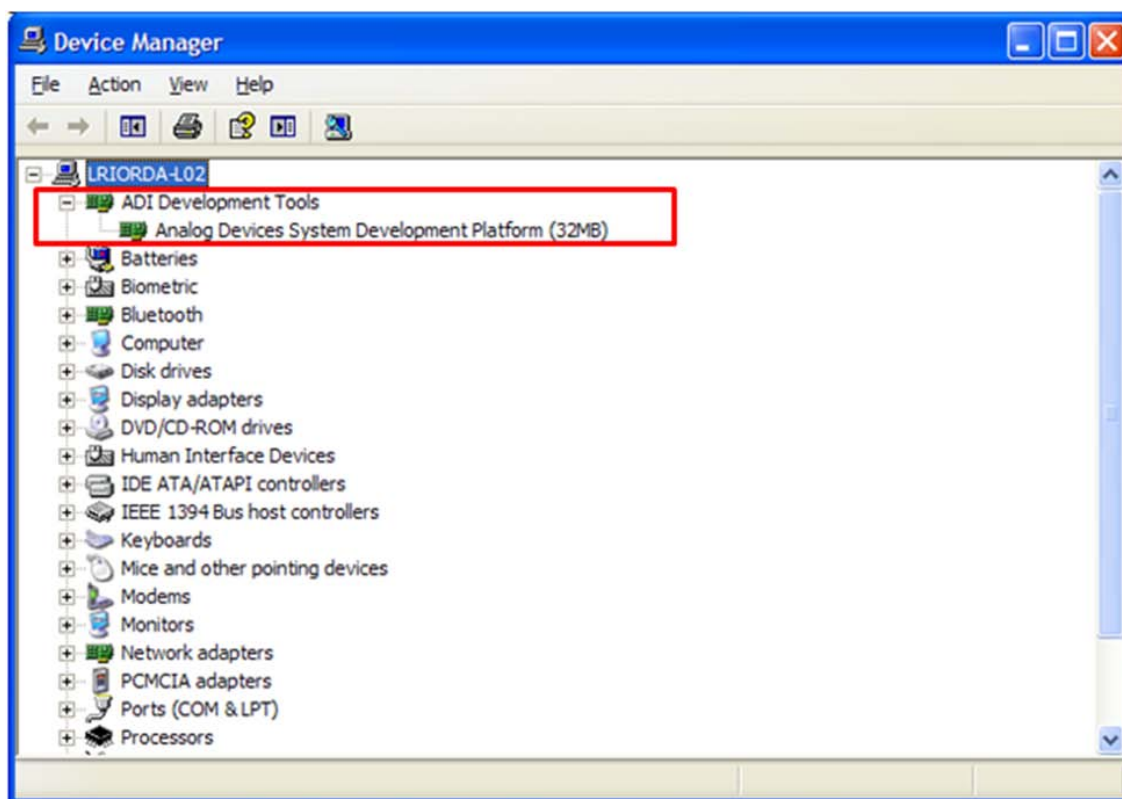 Device Manager
File Action View Help
LRIORDA-L02
ADI Development Tools
Analog Devices System Development Platform (32MB)
Batteries
Biometric
Bluetooth
Computer
Disk drives
Display adapters
DVD/CD-ROM drives
Human Interface Devices
IDE ATA/ATAPI controllers
IEEE 1394 Bus host controllers
Keyboards
Mice and other pointing devices
Modems
Monitors
Network adapters
PCMCIA adapters
Ports (COM & LPT)
Processors